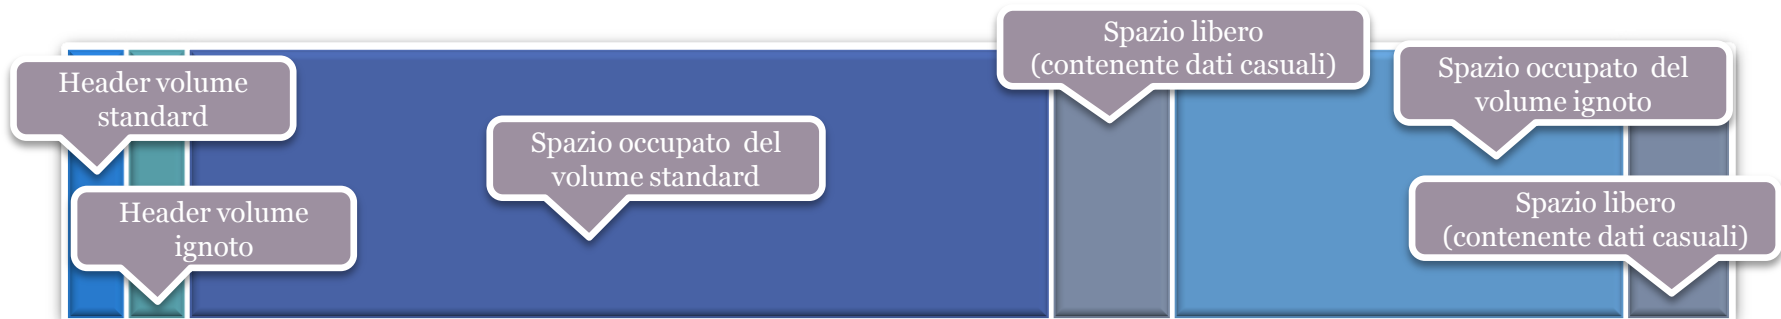 Header volume
standard
Header volume
ignoto
Spazio occupato  del
volume standard
Spazio libero
(contenente dati casuali)
Spazio occupato  del
volume ignoto
Spazio libero
(contenente dati casuali)